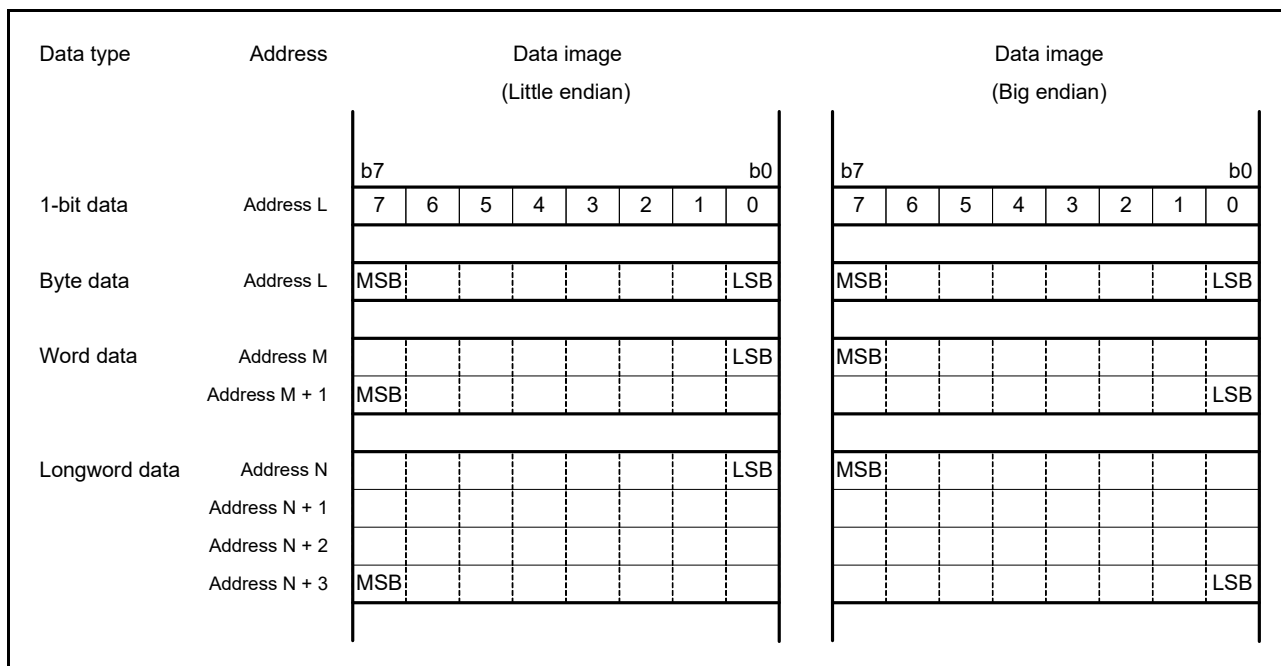 Data type Address Data image Data image
(Little endian) (Big endian)
b7 b0 b7 b0
1-bit data Address L 7 6 5 4 3 2 1 0 7 6 5 4 3 2 1 0
Byte data Address L MSB LSB MSB LSB
Word data Address M LSB MSB
Address M + 1 MSB LSB
Longword data Address N LSB MSB
Address N + 1
Address N + 2
Address N + 3 MSB LSB